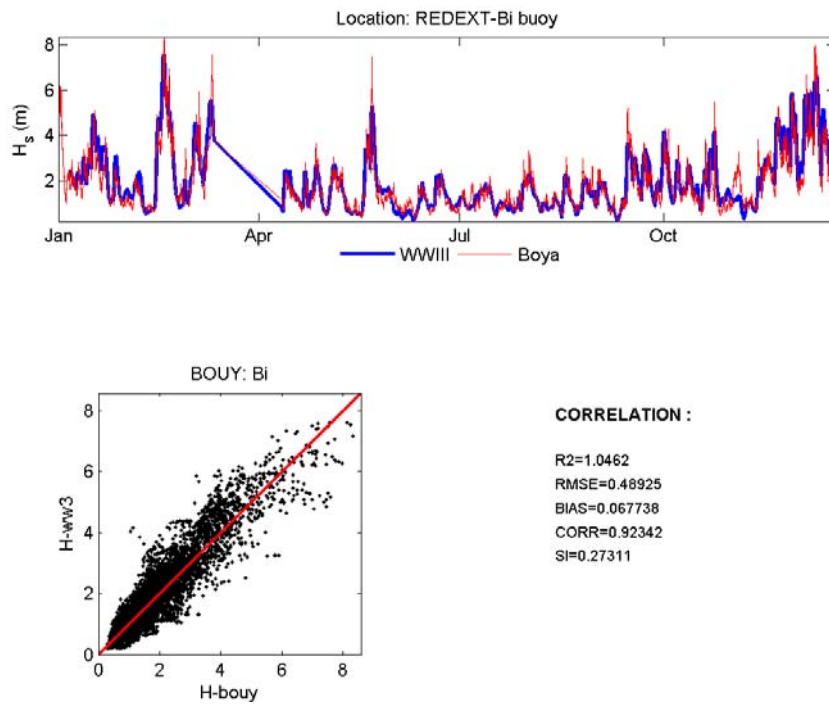 Location: REDEXT-Bi buoy
8
6
4
2
H_s (m)
Jan Apr Jul Oct
WWIII Boya
BOUY: Bi
8
6
4
2
0
H-ww3
0 2 4 6 8
H-bouy
CORRELATION :
R2=1.0462
RMSE=0.48925
BIAS=0.067738
CORR=0.92342
SI=0.27311